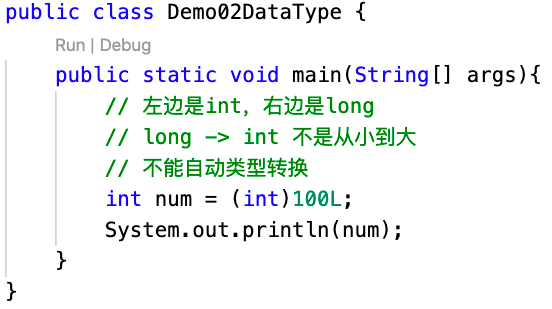 public class Demo02DataType {
Run | Debug
public static void main(String[] args){
// 左边是int，右边是long
// long -> int 不是从小到大
// 不能自动类型转换
int num = (int)100L;
System.out.println(num);
}
}